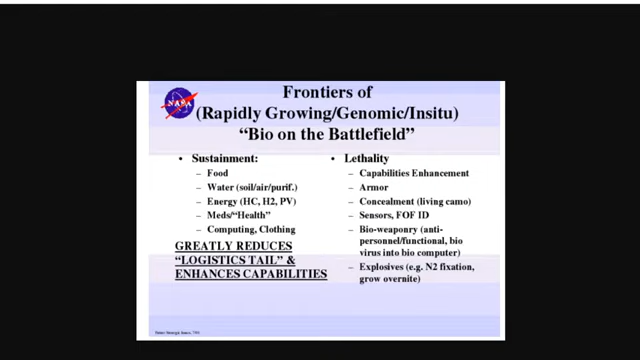 NASA
Frontiers of
(Rapidly Growing/Genomic/Insitu)
“Bio on the Battlefield”
• Sustainment:
– Food
– Water (soil/air/purif.)
– Energy (HC, H2, PV)
– Meds/“Health”
– Computing, Clothing
GREATLY REDUCES
“LOGISTICS TAIL” &
ENHANCES CAPABILITIES
• Lethality
– Capabilities Enhancement
– Armor
– Concealment (living camo)
– Sensors, FOF ID
– Bio-weaponry (anti-
personnel/functional, bio
virus into bio computer)
– Explosives (e.g. N2 fixation,
grow overnite)